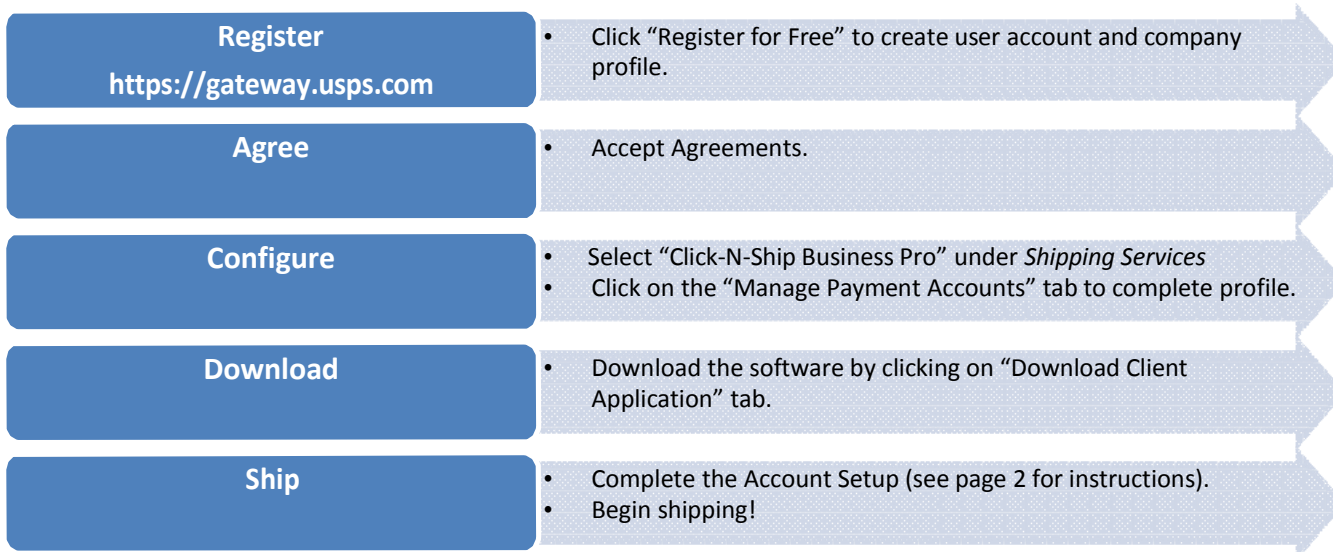 Register
https://gateway.usps.com
• Click “Register for Free” to create user account and company
profile.
Agree
• Accept Agreements.
Configure
• Select “Click-N-Ship Business Pro” under Shipping Services
• Click on the “Manage Payment Accounts” tab to complete profile.
Download
• Download the software by clicking on “Download Client
Application” tab.
Ship
• Complete the Account Setup (see page 2 for instructions).
• Begin shipping!